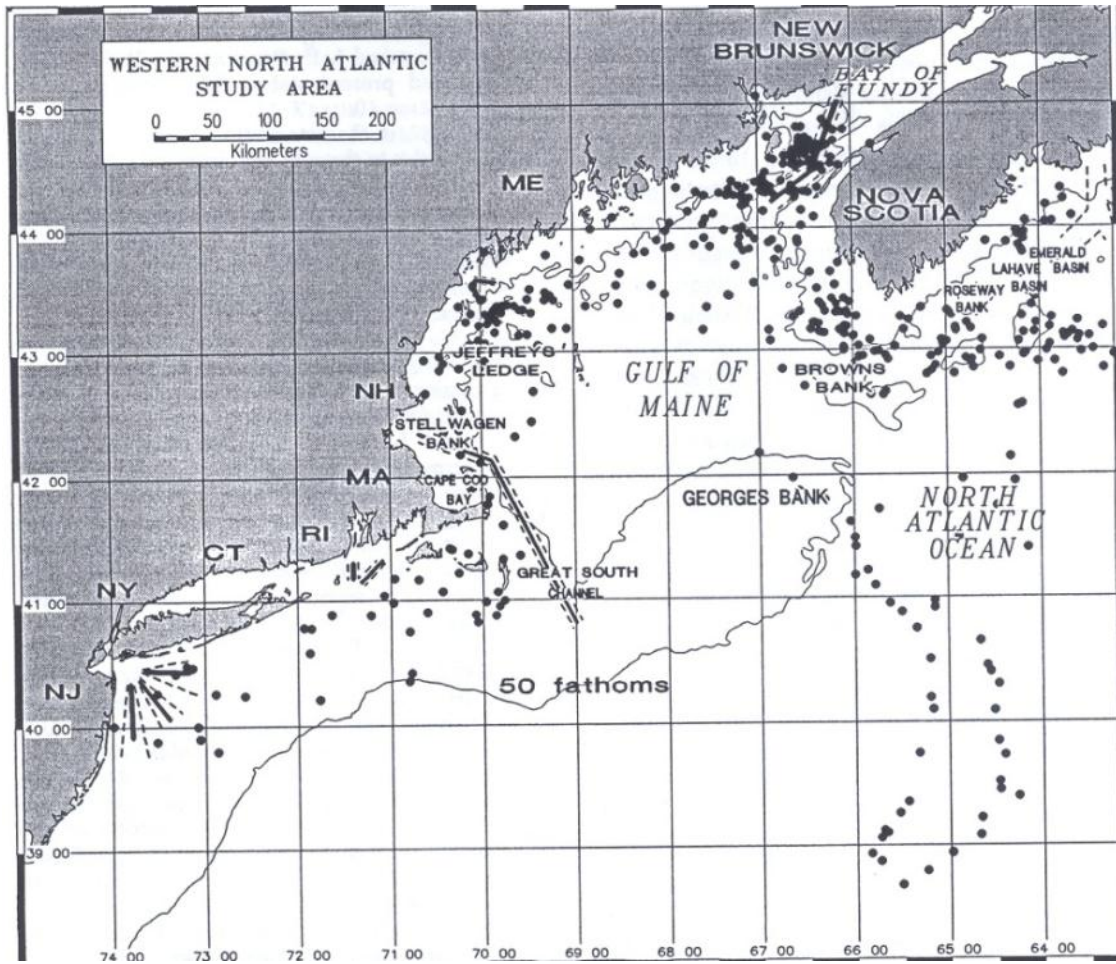 WESTERN NORTH ATLANTIC
STUDY AREA
0 50 100 150 200
Kilometers
NEW
BRUNSWICK
BAY OF
FUNDY
45 00
ME
NOVA
SCOTIA
44 00
EMERALD
LAHAVE BASIN
ROSEWAY BASIN
BANK
43 00
JEFFREYS
LEDGE
GULF OF
MAINE
BROWNS
BANK
NH
STELLWAGEN
BANK
42 00
MA
CAPE COD
BAY
GEORGES BANK
NORTH
ATLANTIC
OCEAN
RI
CT
GREAT SOUTH
CHANNEL
NY
41 00
50 fathoms
NJ
40 00
39 00
74 00 73 00 72 00 71 00 70 00 69 00 68 00 67 00 66 00 65 00 64 00